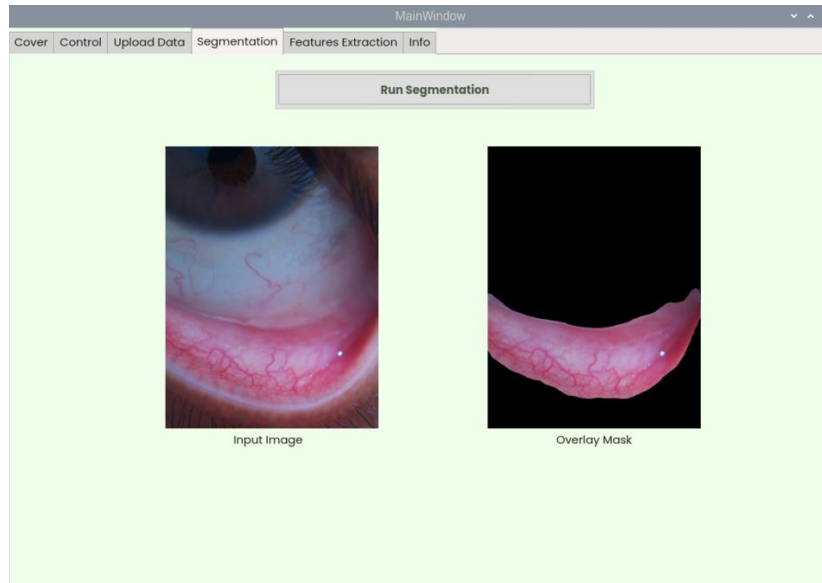 MainWindow
Cover Control Upload Data Segmentation Features Extraction Info
Run Segmentation
Input Image Overlay Mask